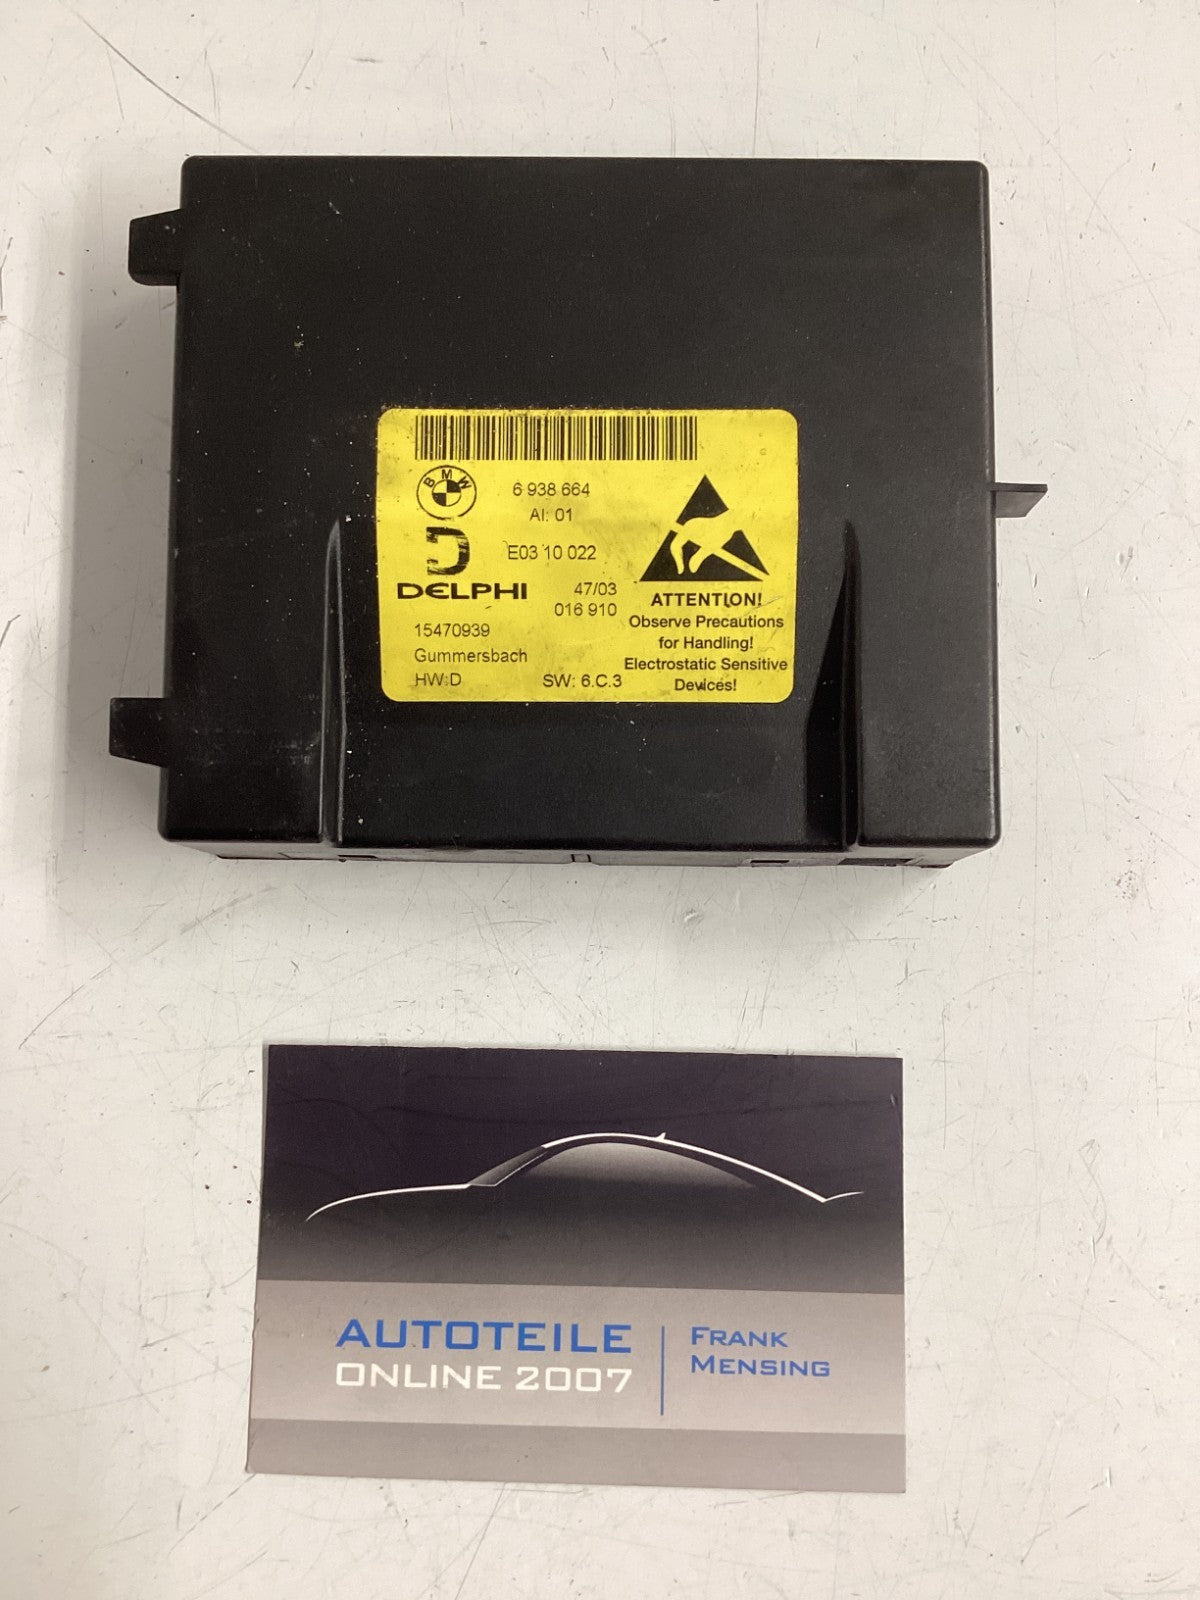 BMW
6 938 664
AI: 01
E03 10 022
DELPHI
47/03
016 910
15470939
Gummersbach
HW:D
SW: 6.C.3
ATTENTION!
Observe Precautions
for Handling!
Electrostatic Sensitive
Devices!
AUTOTEILE
ONLINE 2007
FRANK
MENSING